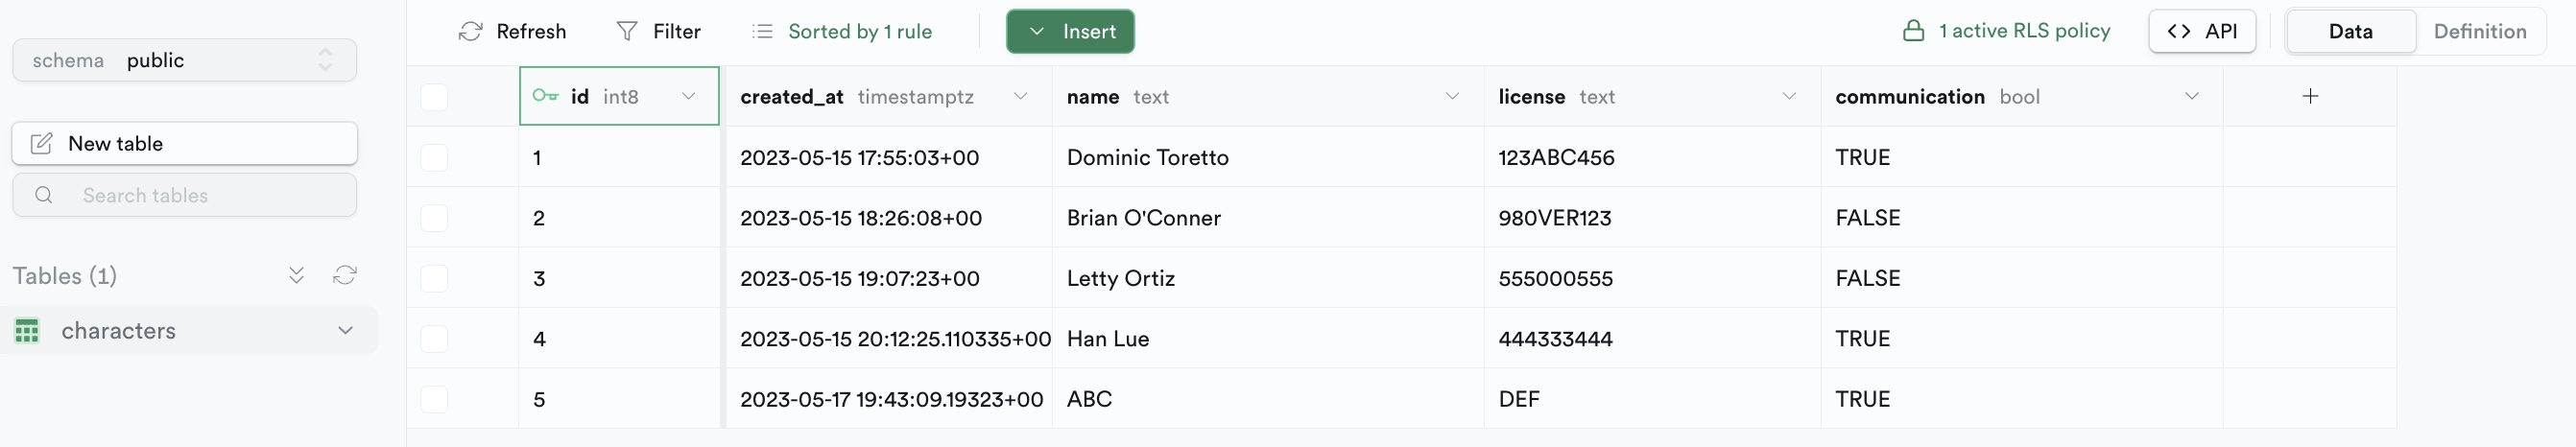 schema public
New table
Search tables
Tables (1)
characters
Refresh Filter Sorted by 1 rule Insert 1 active RLS policy <> API Data Definition
id int8 created_at timestamptz name text license text communication bool +
1 2023-05-15 17:55:03+00 Dominic Toretto 123ABC456 TRUE
2 2023-05-15 18:26:08+00 Brian O'Conner 980VER123 FALSE
3 2023-05-15 19:07:23+00 Letty Ortiz 555000555 FALSE
4 2023-05-15 20:12:25.110335+00 Han Lue 444333444 TRUE
5 2023-05-17 19:43:09.19323+00 ABC DEF TRUE